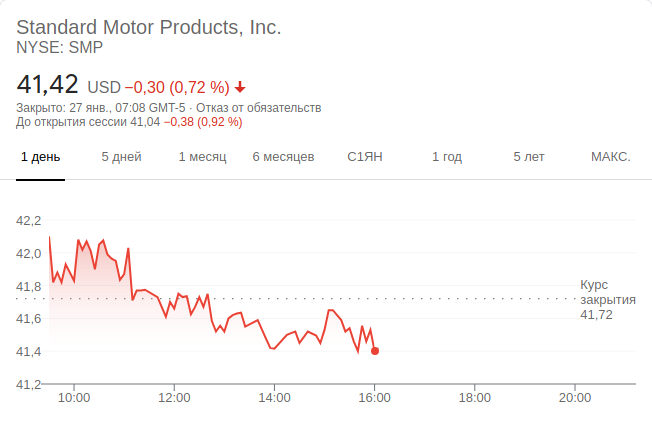 Standard Motor Products, Inc.
NYSE: SMP
41,42 USD −0,30 (0,72 %)
Закрыто: 27 янв., 07:08 GMT-5 · Отказ от обязательств
До открытия сессии 41,04 −0,38 (0,92 %)
1 день 5 дней 1 месяц 6 месяцев С1ЯН 1 год 5 лет МАКС.
42,2
42,0
41,8
41,6
41,4
41,2
Курс
закрытия
41,72
10:00 12:00 14:00 16:00 18:00 20:00